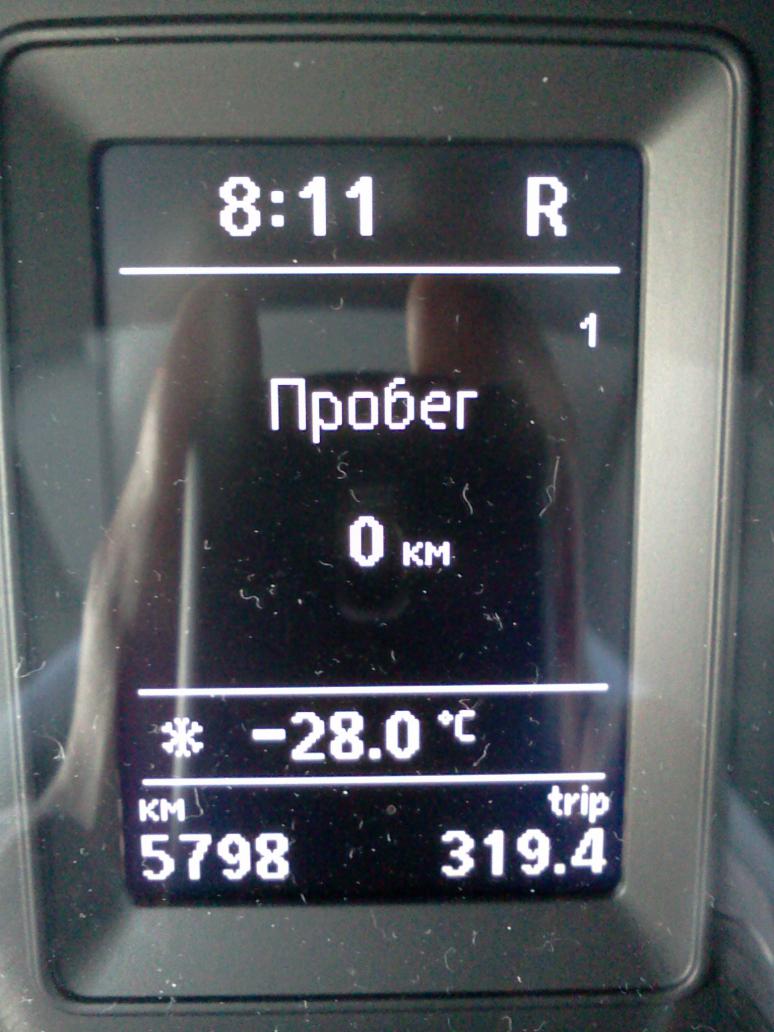 8:11 R
1
Пробег
0 км
-28.0 °C
км trip
5798 319.4